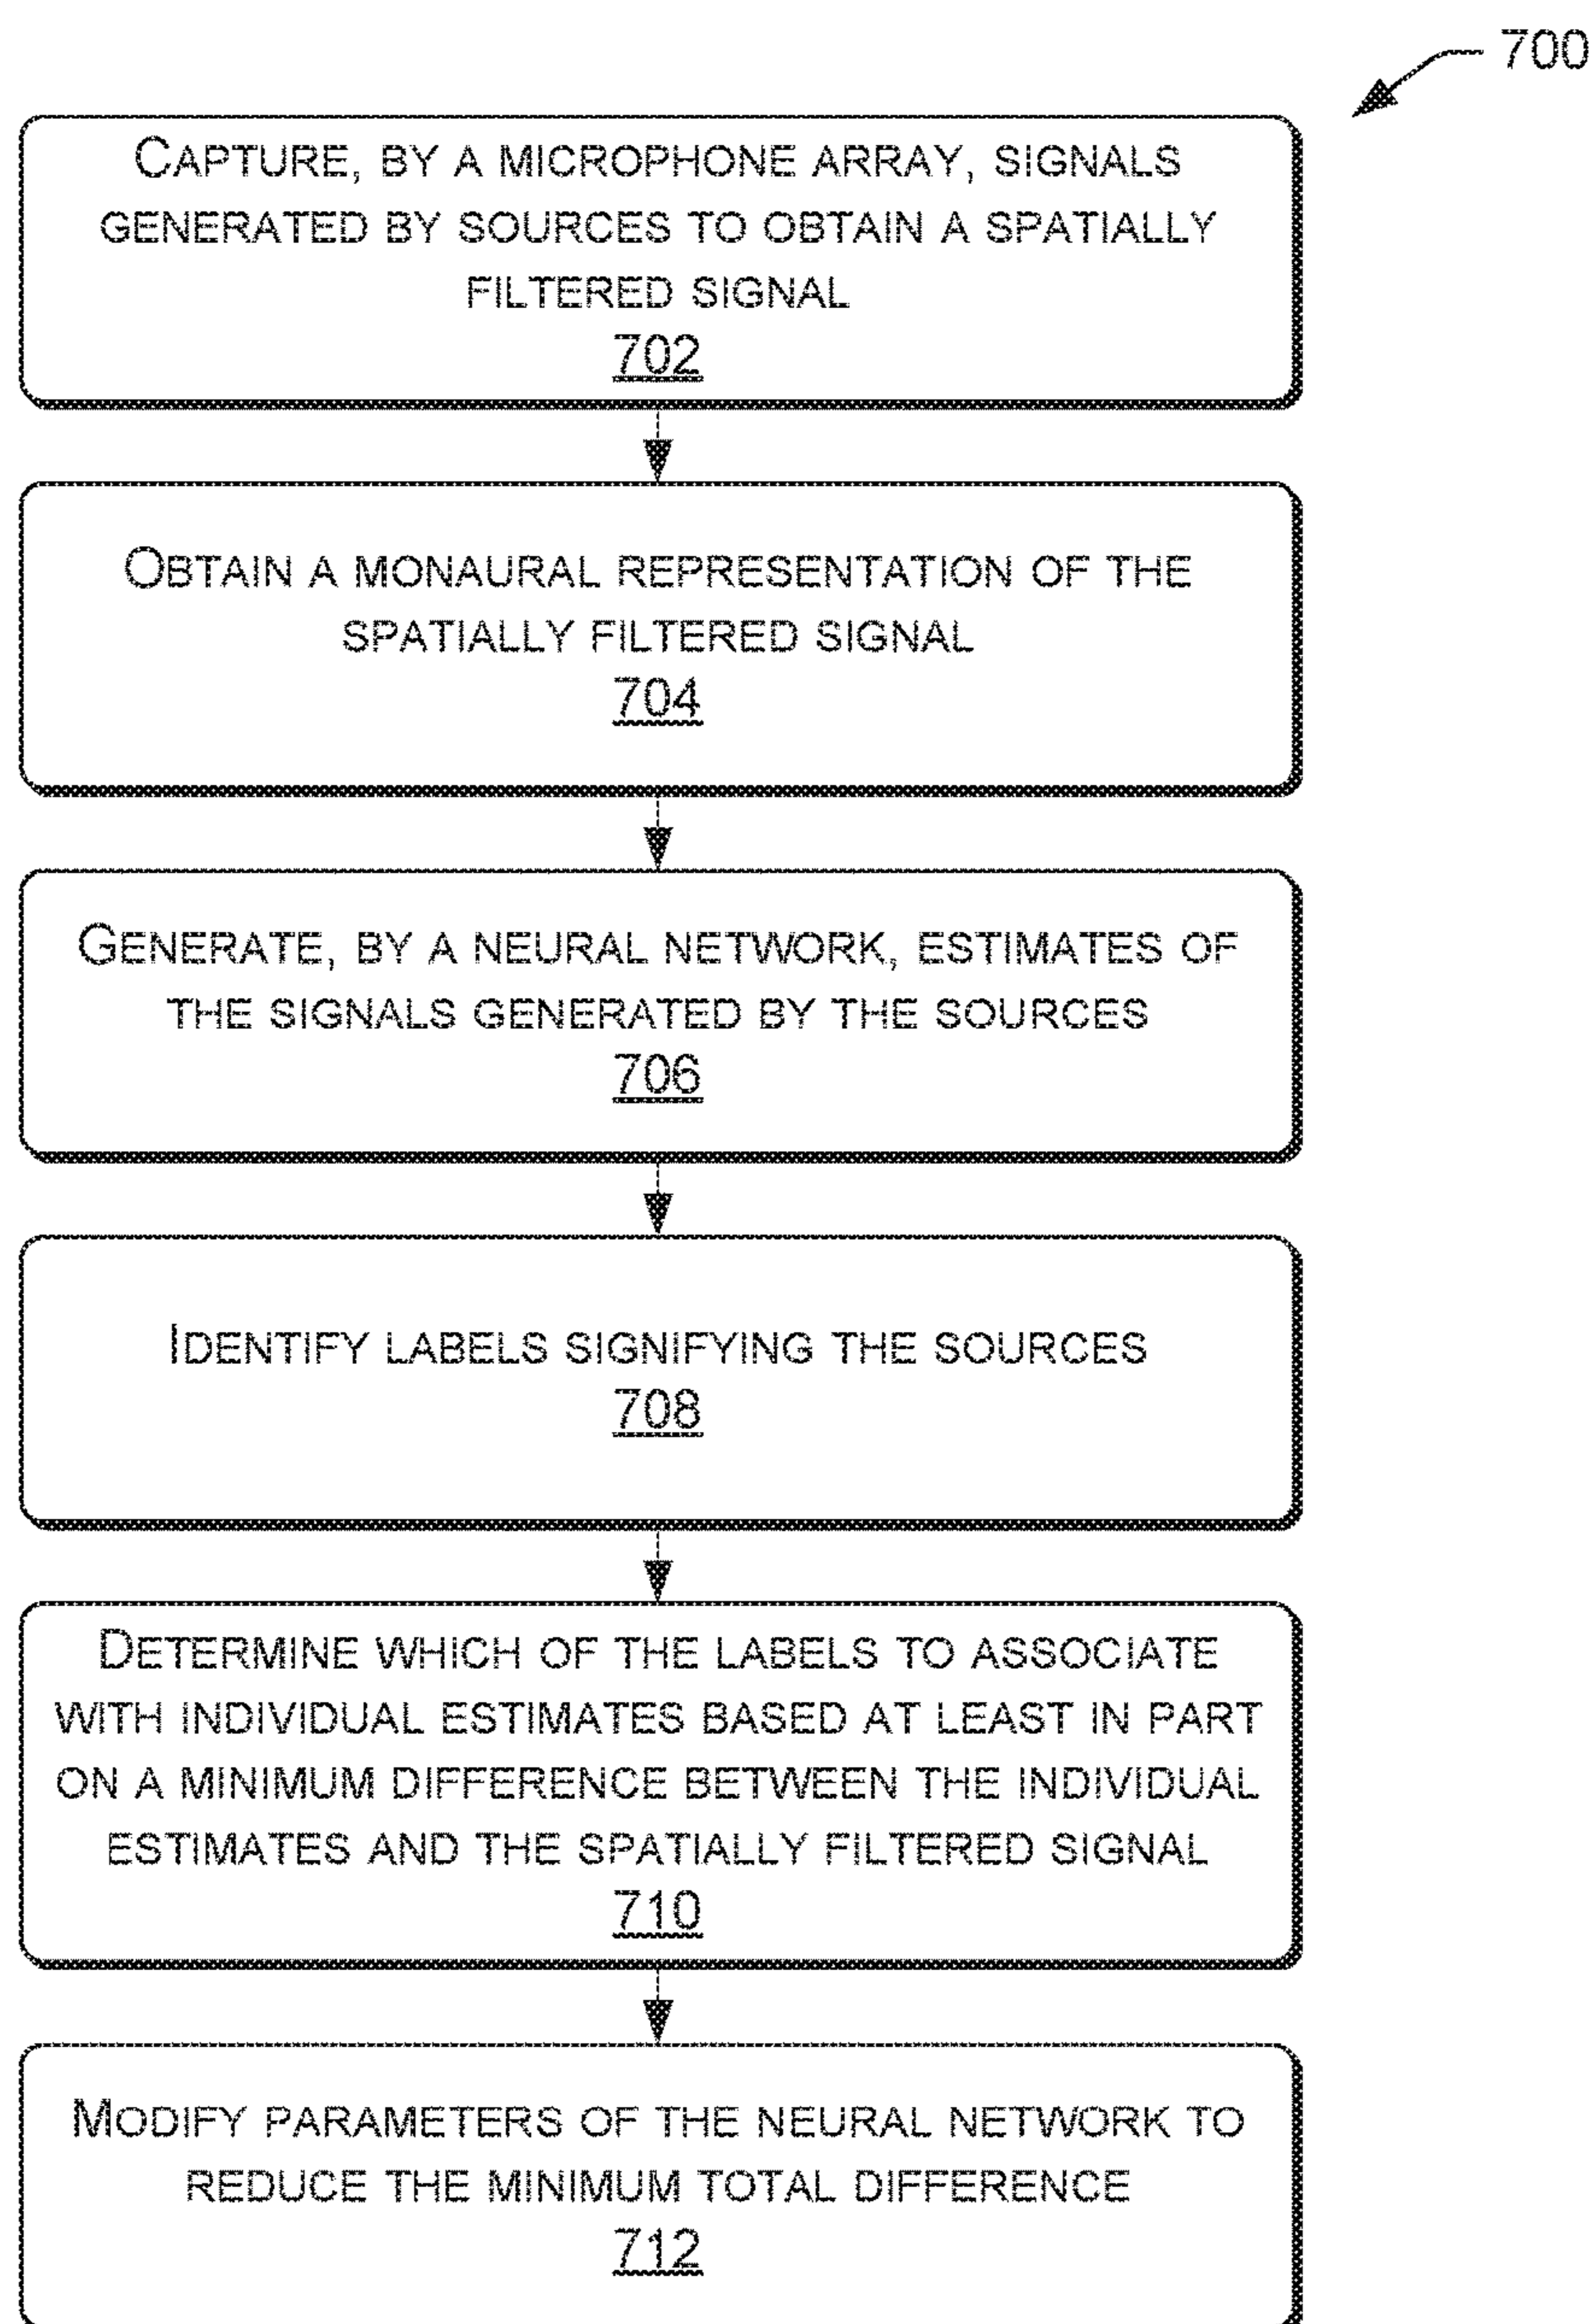 700
CAPTURE, BY A MICROPHONE ARRAY, SIGNALS
GENERATED BY SOURCES TO OBTAIN A SPATIALLY
FILTERED SIGNAL
702
OBTAIN A MONAURAL REPRESENTATION OF THE
SPATIALLY FILTERED SIGNAL
704
GENERATE, BY A NEURAL NETWORK, ESTIMATES OF
THE SIGNALS GENERATED BY THE SOURCES
706
IDENTIFY LABELS SIGNIFYING THE SOURCES
708
DETERMINE WHICH OF THE LABELS TO ASSOCIATE
WITH INDIVIDUAL ESTIMATES BASED AT LEAST IN PART
ON A MINIMUM DIFFERENCE BETWEEN THE INDIVIDUAL
ESTIMATES AND THE SPATIALLY FILTERED SIGNAL
710
MODIFY PARAMETERS OF THE NEURAL NETWORK TO
REDUCE THE MINIMUM TOTAL DIFFERENCE
712